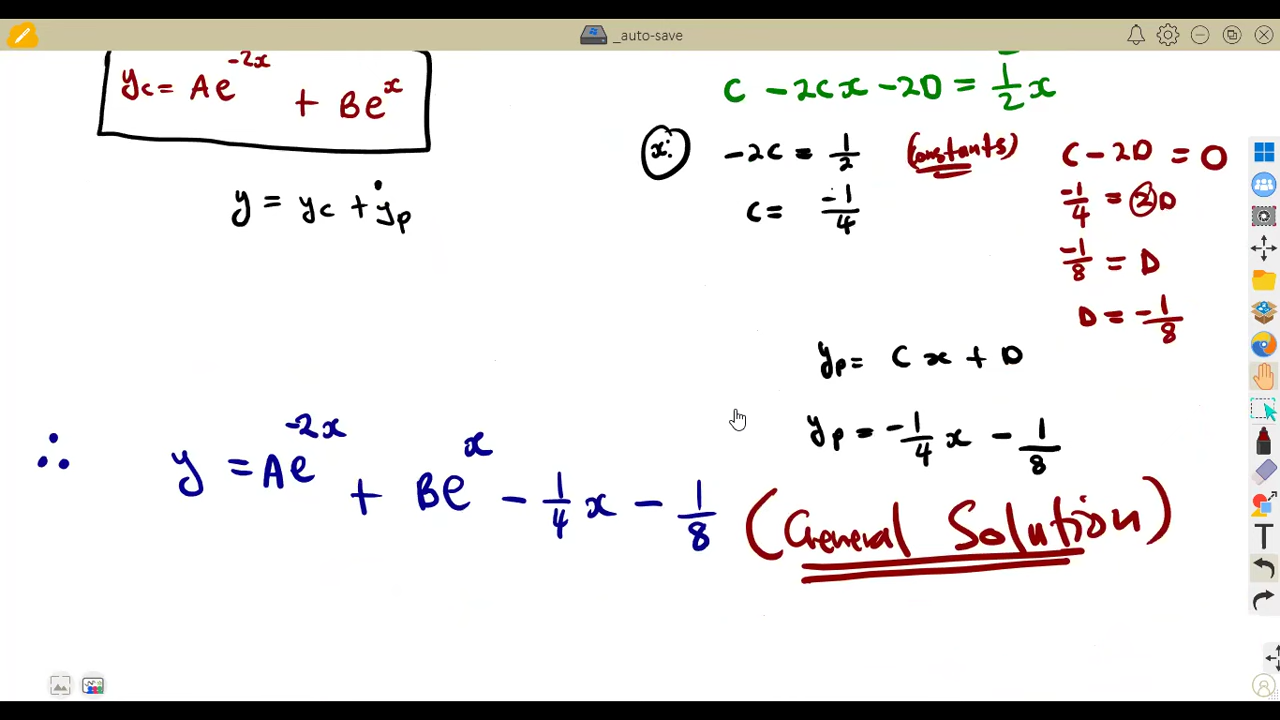 _auto-save
yc = Ae^-2x + Be^x
y = yc + yp
C - 2Cx - 2D = 1/2 x
x: -2C = 1/2
C = -1/4
(constants) C - 2D = 0
-1/4 = 2D
-1/8 = D
D = -1/8
yp = Cx + D
yp = -1/4 x - 1/8
∴ y = Ae^-2x + Be^x - 1/4 x - 1/8 (General Solution)
T